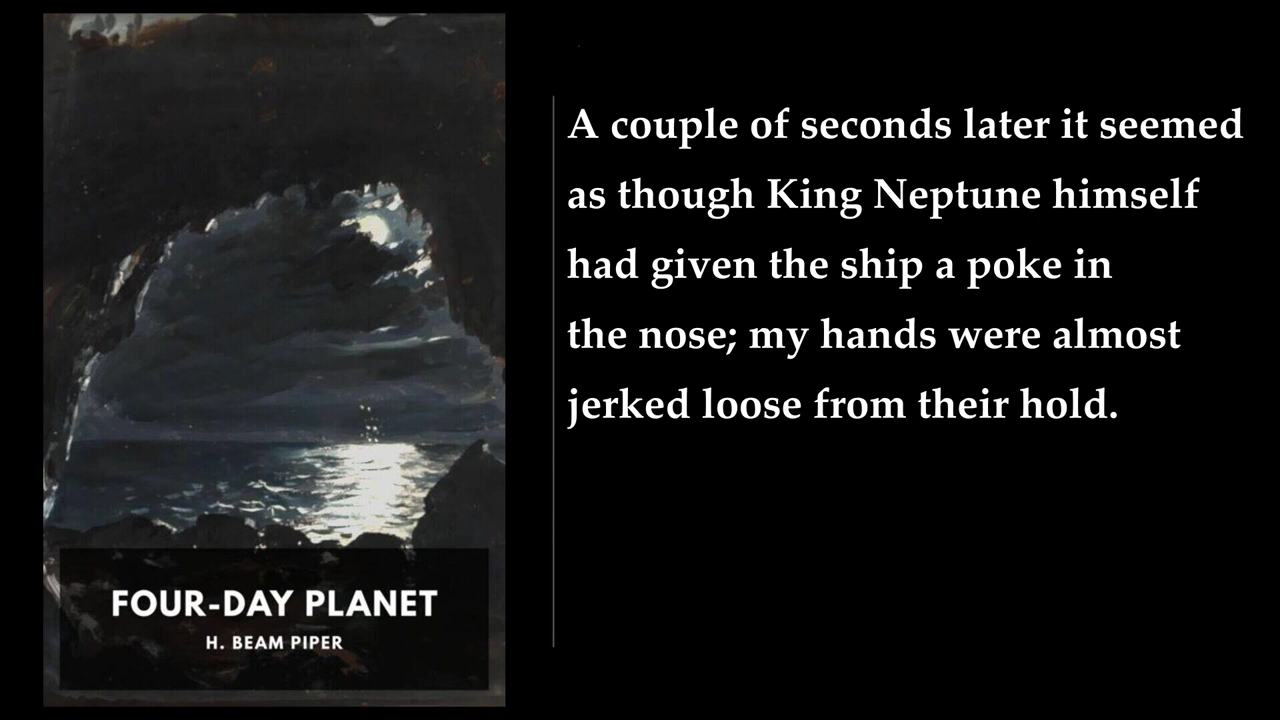 FOUR-DAY PLANET
H. BEAM PIPER
A couple of seconds later it seemed
as though King Neptune himself
had given the ship a poke in
the nose; my hands were almost
jerked loose from their hold.